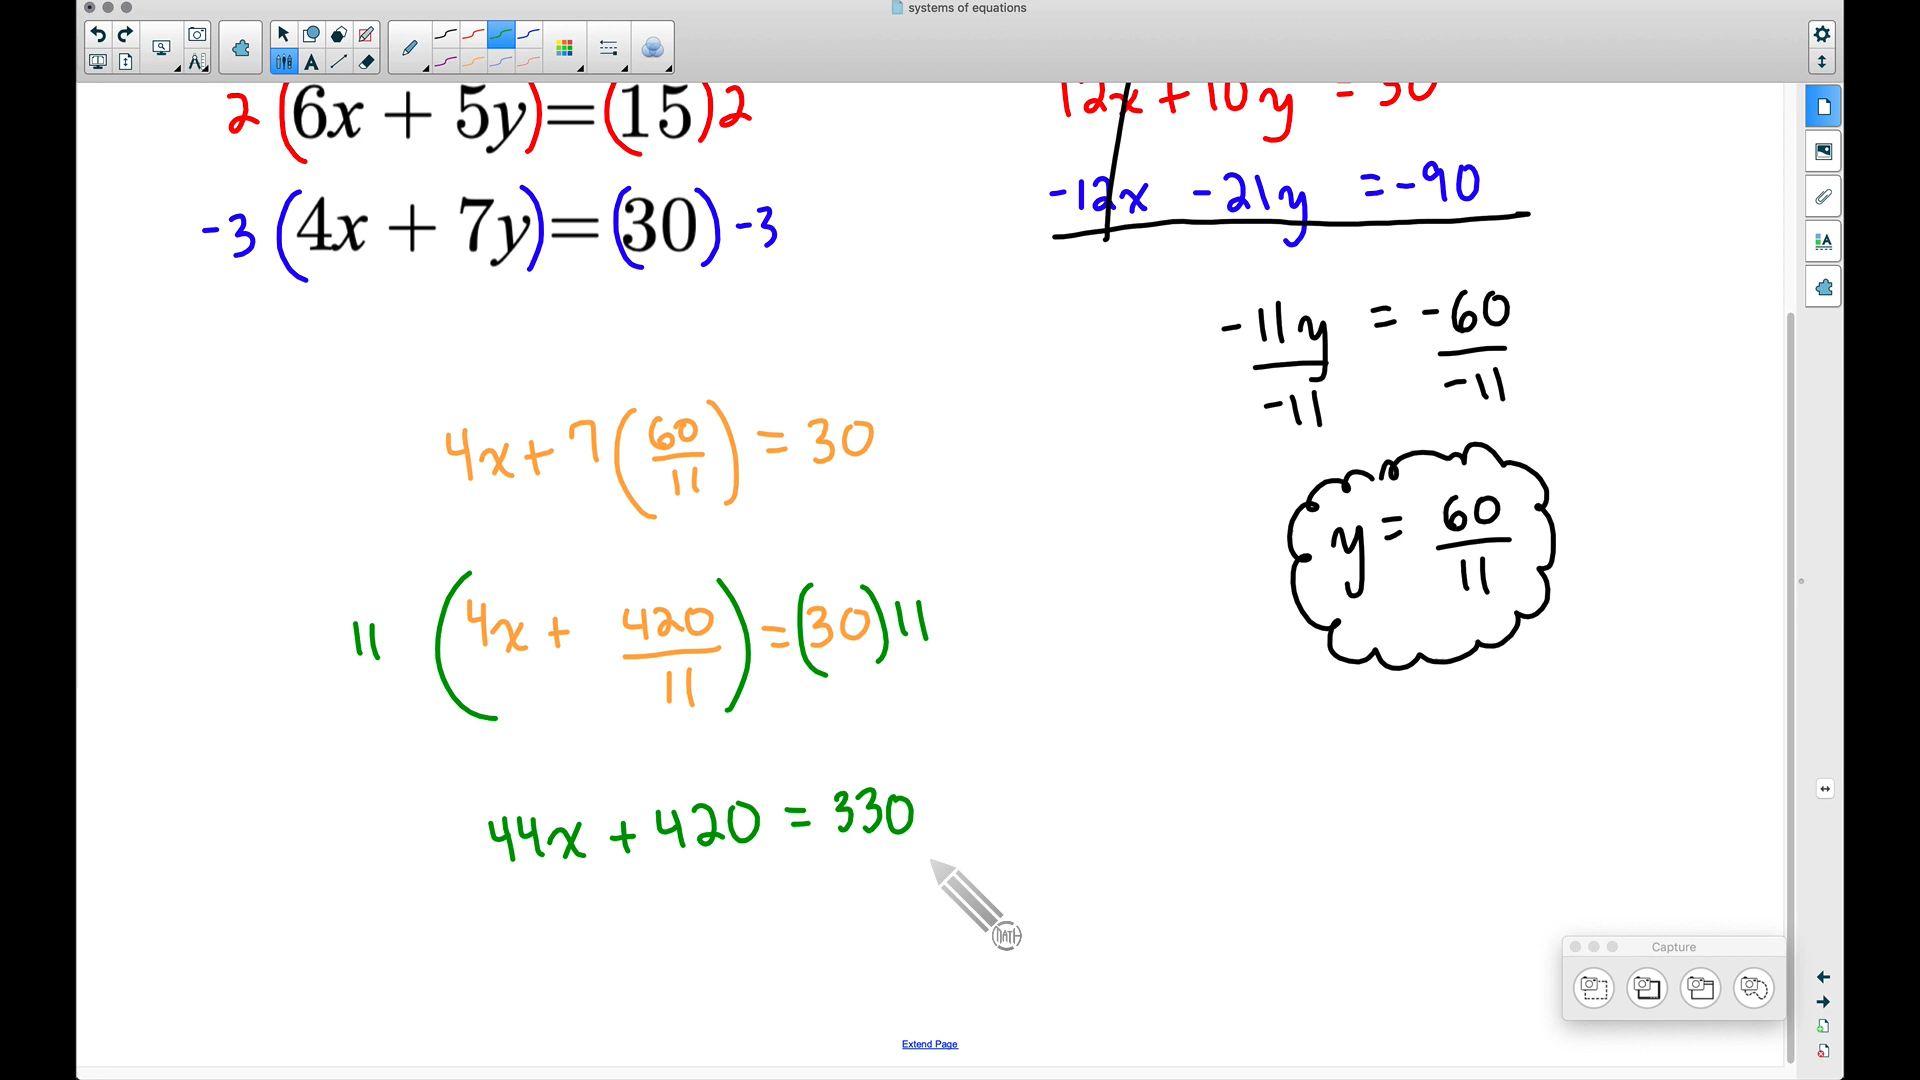 systems of equations
2(6x + 5y)=(15)2
-3(4x + 7y)=(30)-3
12x + 10y = 30
-12x -21y = -90
-11y = -60
-11 -11
y = 60/11
4x + 7(60/11) = 30
11(4x + 420/11) = (30)11
44x + 420 = 330
MATH
Capture
Extend Page